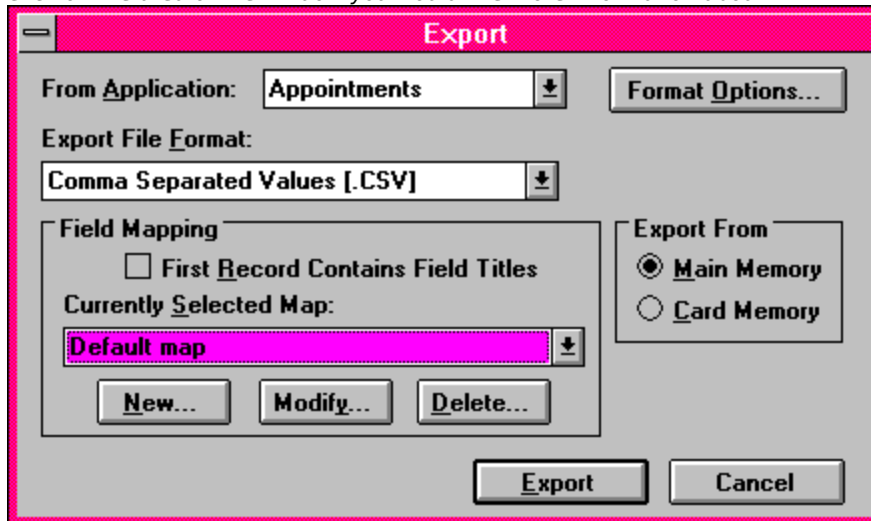 Export
From Application: Appointments Format Options...
Export File Format:
Comma Separated Values [.CSV]
Field Mapping Export From
First Record Contains Field Titles Main Memory
Currently Selected Map: Card Memory
Default map
New... Modify... Delete...
Export Cancel